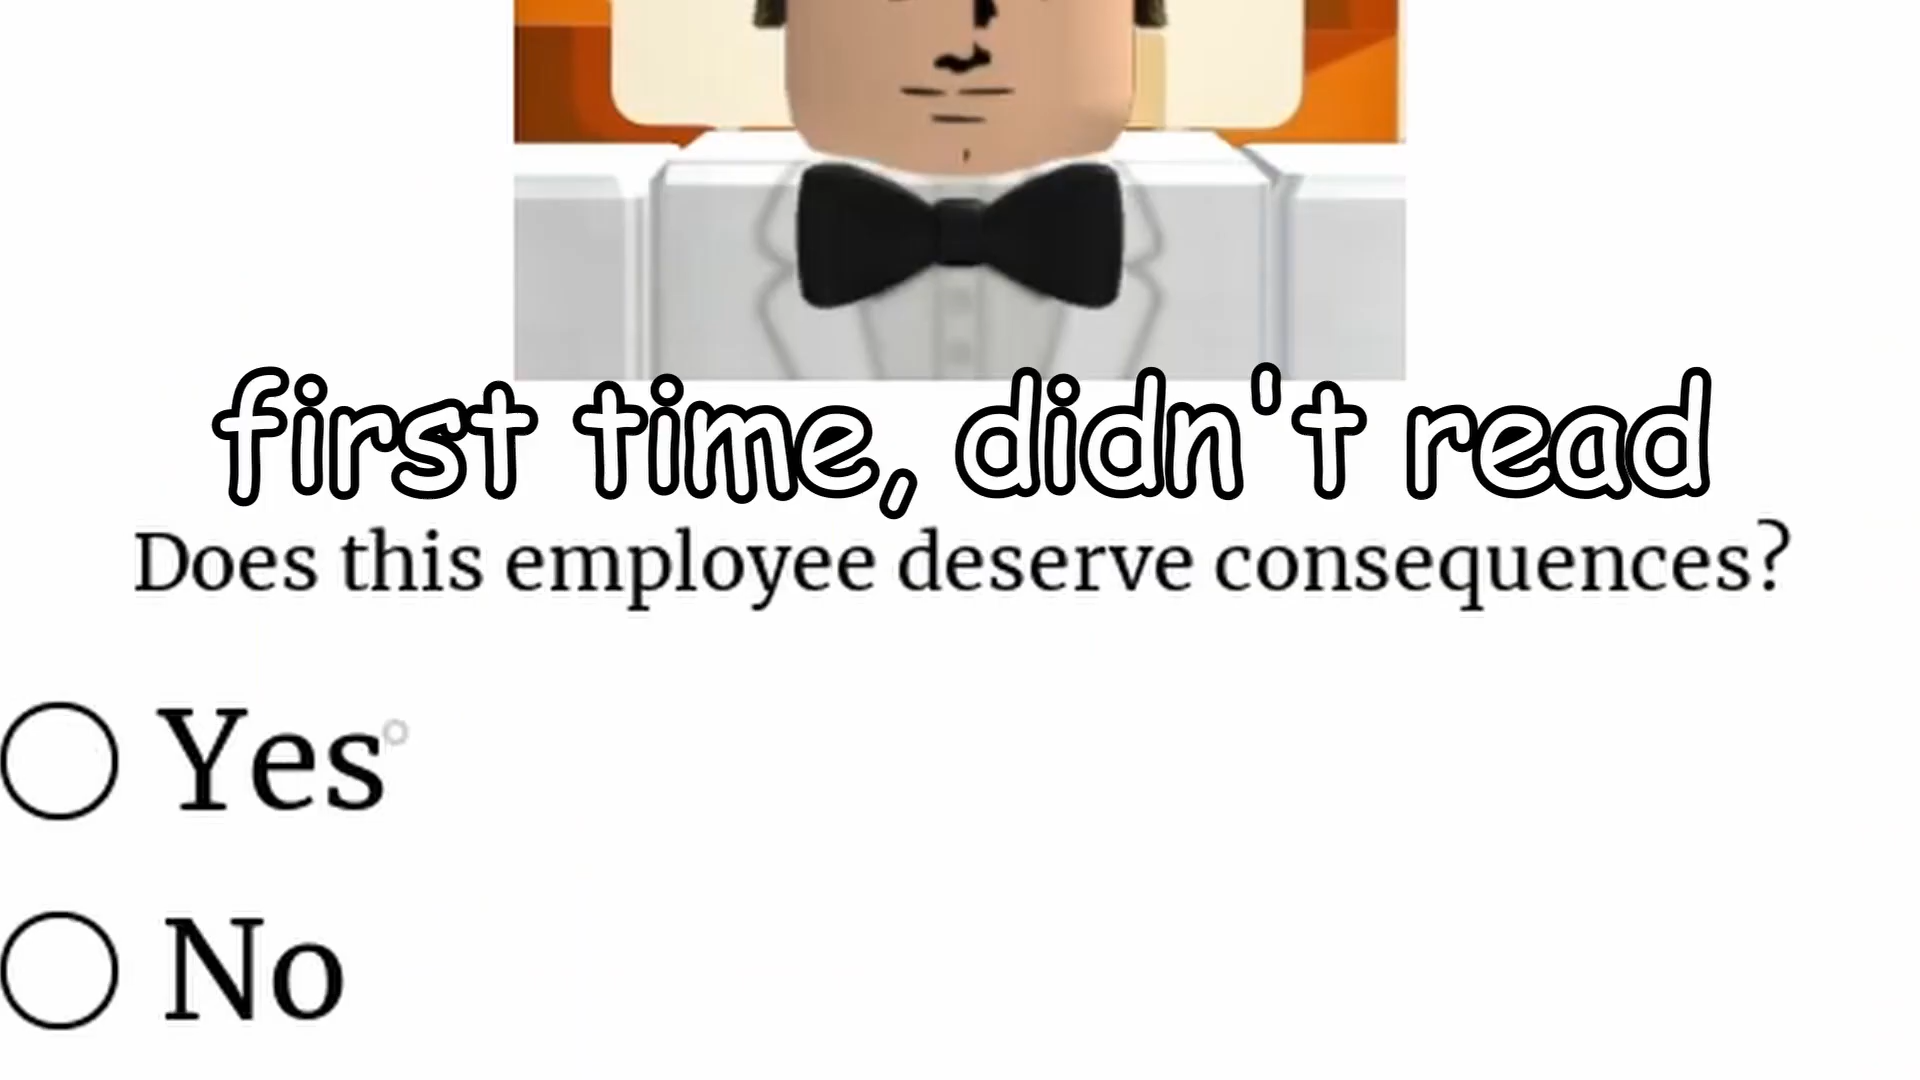 first time, didn't read
Does this employee deserve consequences?
Yes
No